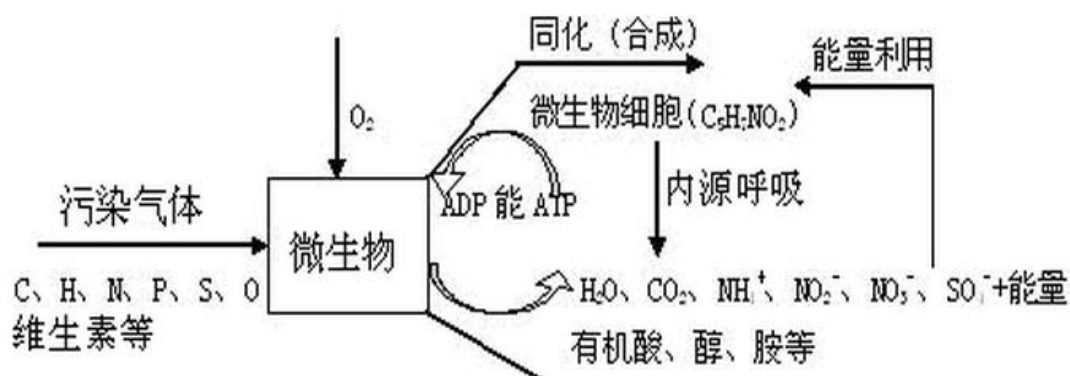 同化（合成）
能量利用
O₂
微生物细胞(C₅H₇NO₂)
污染气体
ADP 能 ATP
内源呼吸
微生物
C、H、N、P、S、O
H₂O、CO₂、NH₄⁺、NO₂⁻、NO₃⁻、SO₄⁻+能量
维生素等
有机酸、醇、胺等